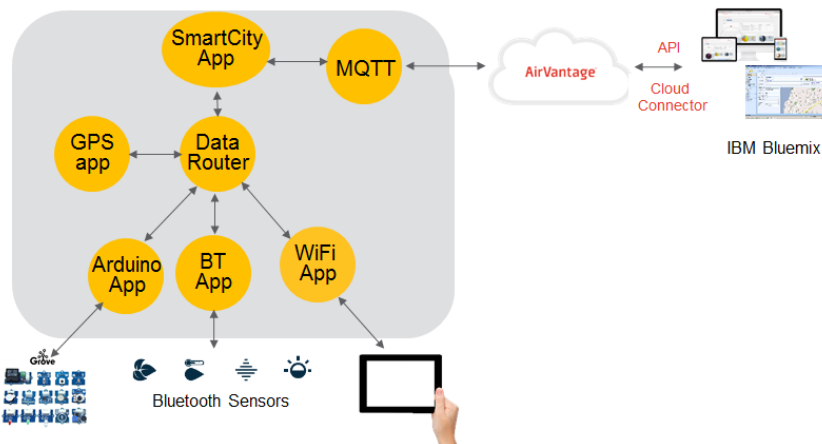 SmartCity
App
MQTT
AirVantage
API
Cloud
Connector
IBM Bluemix
GPS
app
Data
Router
Arduino
App
BT
App
WiFi
App
Grove
Bluetooth Sensors